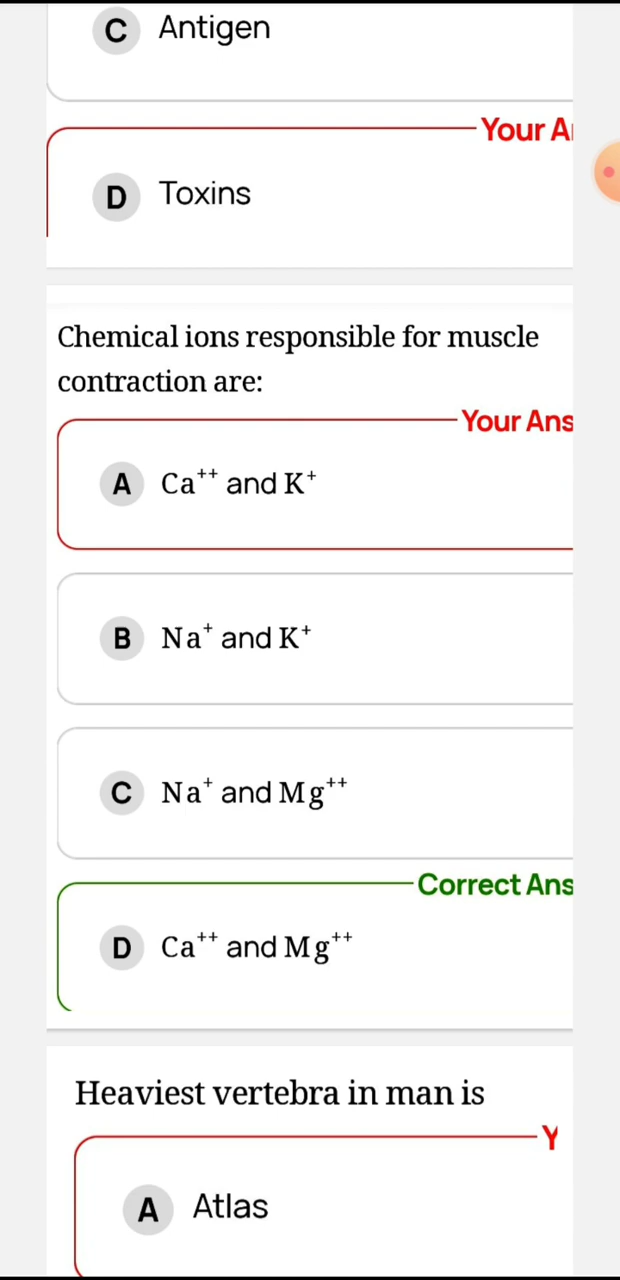 C Antigen
Your A
D Toxins
Chemical ions responsible for muscle
contraction are:
Your Ans
A Ca⁺⁺ and K⁺
B Na⁺ and K⁺
C Na⁺ and Mg⁺⁺
Correct Ans
D Ca⁺⁺ and Mg⁺⁺
Heaviest vertebra in man is
Y
A Atlas